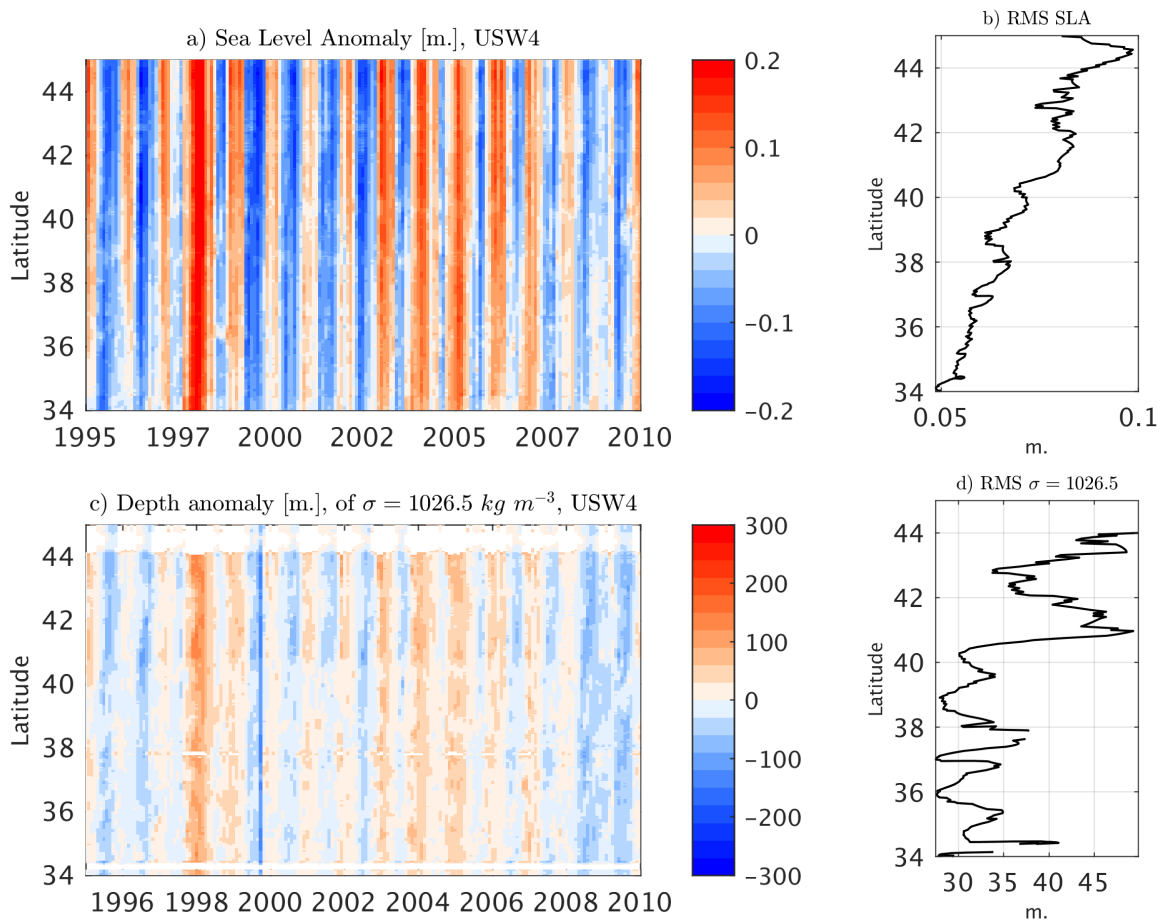 a) Sea Level Anomaly [m.], USW4
44
42
40
38
36
34
Latitude
1995 1997 2000 2002 2005 2007 2010
0.2
0.1
0
−0.1
−0.2
b) RMS SLA
44
42
40
38
36
34
Latitude
0.05 0.1
m.
c) Depth anomaly [m.], of σ = 1026.5 kg m⁻³, USW4
44
42
40
38
36
34
Latitude
1996 1998 2000 2002 2004 2006 2008 2010
300
200
100
0
−100
−200
−300
d) RMS σ = 1026.5
44
42
40
38
36
34
Latitude
30 35 40 45
m.